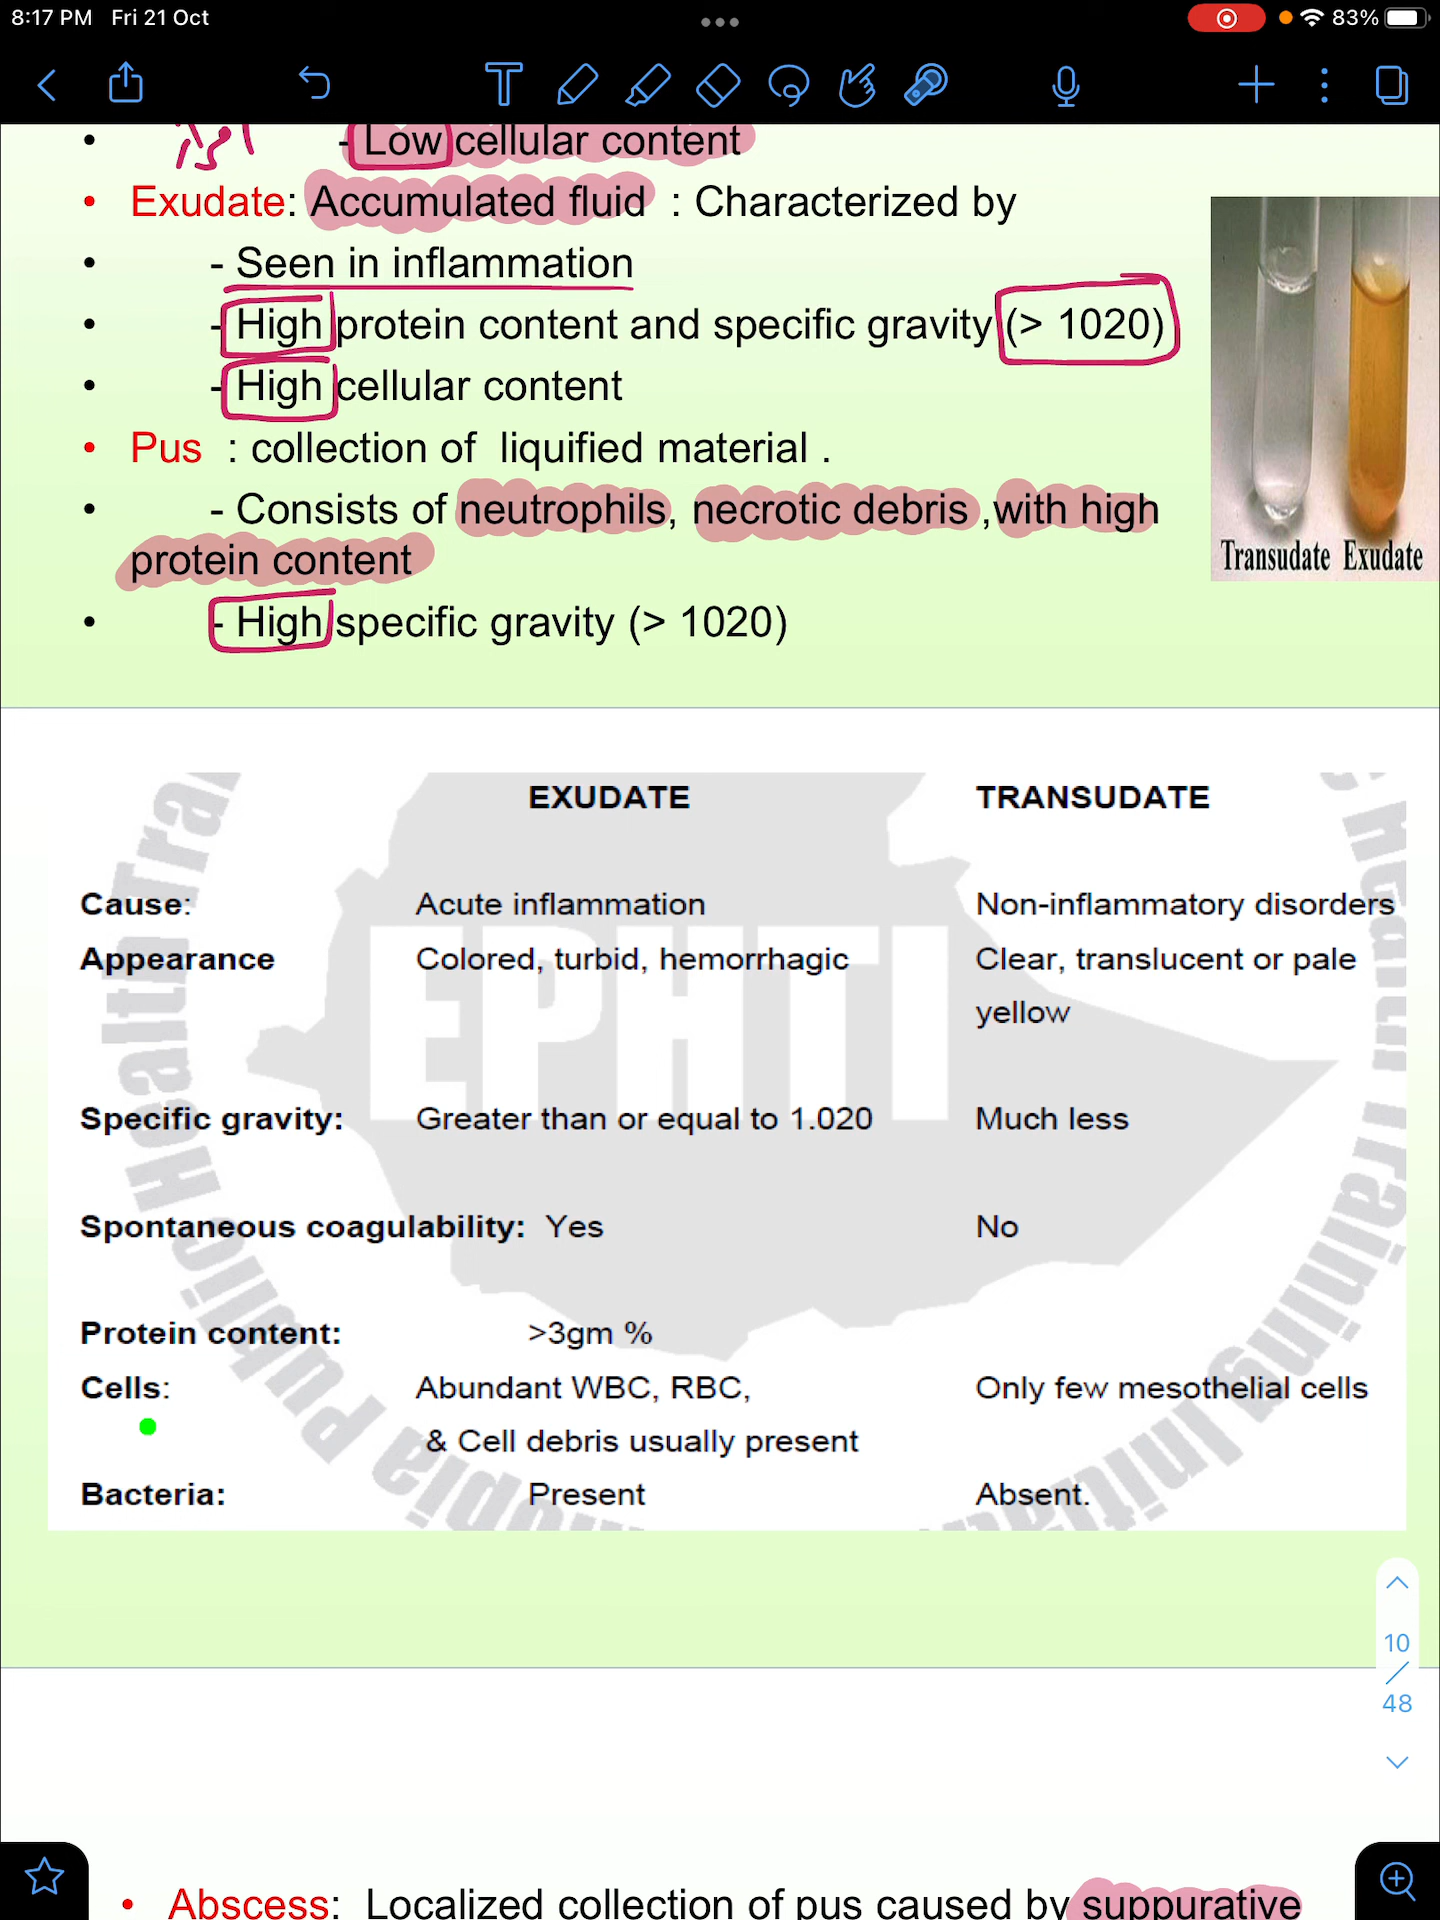 8:17 PM Fri 21 Oct 83%
• - Low cellular content
• Exudate: Accumulated fluid : Characterized by
• - Seen in inflammation
• - High protein content and specific gravity (> 1020)
• - High cellular content
• Pus : collection of liquified material .
• - Consists of neutrophils, necrotic debris ,with high
protein content
• - High specific gravity (> 1020)
Transudate Exudate
EXUDATE TRANSUDATE
Cause: Acute inflammation Non-inflammatory disorders
Appearance Colored, turbid, hemorrhagic Clear, translucent or pale
yellow
Specific gravity: Greater than or equal to 1.020 Much less
Spontaneous coagulability: Yes No
Protein content: >3gm %
Cells: Abundant WBC, RBC, Only few mesothelial cells
& Cell debris usually present
Bacteria: Present Absent.
EPHTI
Public Health Training
10
/
48
• Abscess: Localized collection of pus caused by suppurative